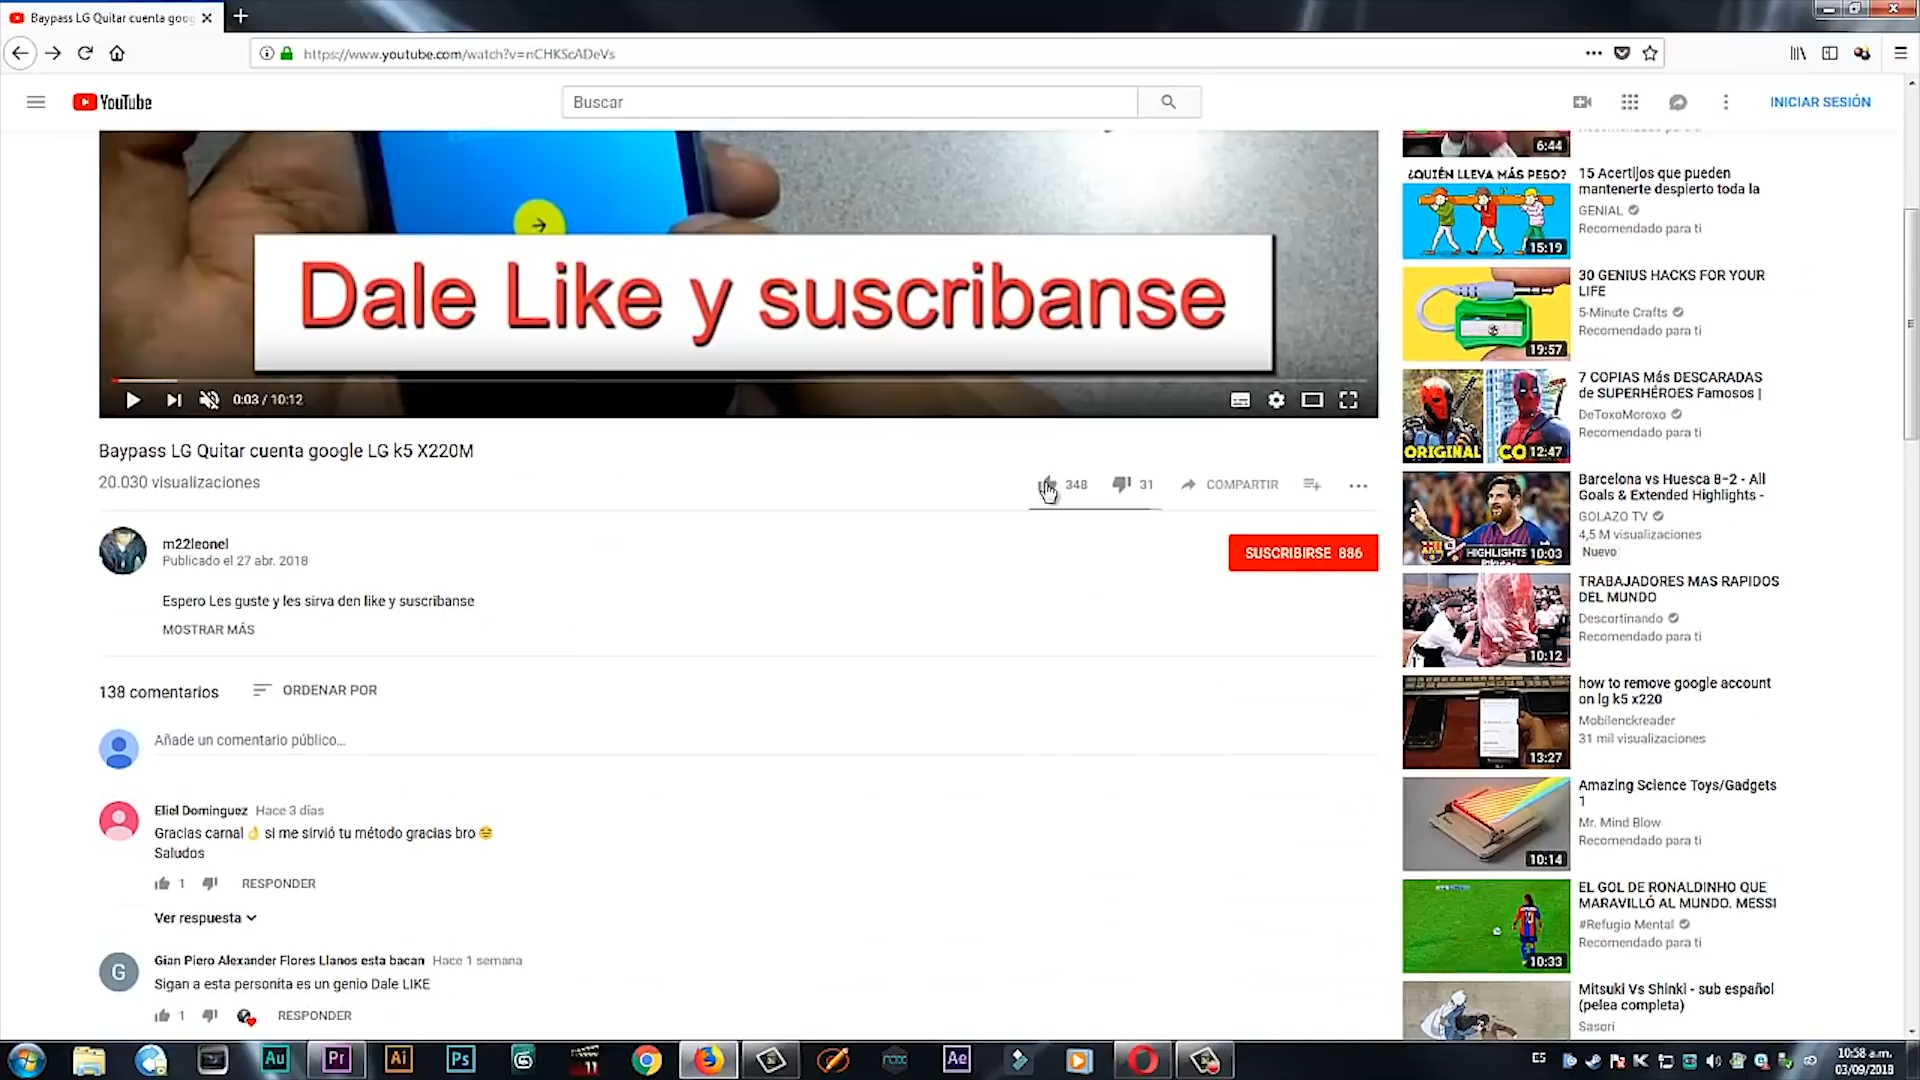 Baypass LG Quitar cuenta goog
https://www.youtube.com/watch?v=nCHKScADeVs
YouTube
Buscar
INICIAR SESIÓN
Dale Like y suscribanse
0:03 / 10:12
Baypass LG Quitar cuenta google LG k5 X220M
20.030 visualizaciones
348
31
COMPARTIR
m22leonel
Publicado el 27 abr. 2018
SUSCRIBIRSE 886
Espero Les guste y les sirva den like y suscribanse
MOSTRAR MÁS
138 comentarios
ORDENAR POR
Añade un comentario público...
Eliel Dominguez Hace 3 días
Gracias carnal 👌 si me sirvió tu método gracias bro 😊
Saludos
1
RESPONDER
Ver respuesta
G
Gian Piero Alexander Flores Llanos esta bacan Hace 1 semana
Sigan a esta personita es un genio Dale LIKE
1
RESPONDER
6:44
¿QUIÉN LLEVA MÁS PESO?
15:19
15 Acertijos que pueden
mantenerte despierto toda la
GENIAL
Recomendado para ti
19:57
30 GENIUS HACKS FOR YOUR
LIFE
5-Minute Crafts
Recomendado para ti
ORIGINAL
CO
12:47
7 COPIAS Más DESCARADAS
de SUPERHÉROES Famosos |
DeToxoMoroxo
Recomendado para ti
HIGHLIGHTS
10:03
Barcelona vs Huesca 8-2 - All
Goals & Extended Highlights -
GOLAZO TV
4,5 M visualizaciones
Nuevo
10:12
TRABAJADORES MAS RAPIDOS
DEL MUNDO
Descortinando
Recomendado para ti
13:27
how to remove google account
on lg k5 x220
Mobilenckreader
31 mil visualizaciones
10:14
Amazing Science Toys/Gadgets
1
Mr. Mind Blow
Recomendado para ti
10:33
EL GOL DE RONALDINHO QUE
MARAVILLÓ AL MUNDO. MESSI
#Refugio Mental
Recomendado para ti
Mitsuki Vs Shinki - sub español
(pelea completa)
Sasori
Au
Pr
Ai
Ps
11
nox
Ae
ES
10:58 a.m.
03/09/2018